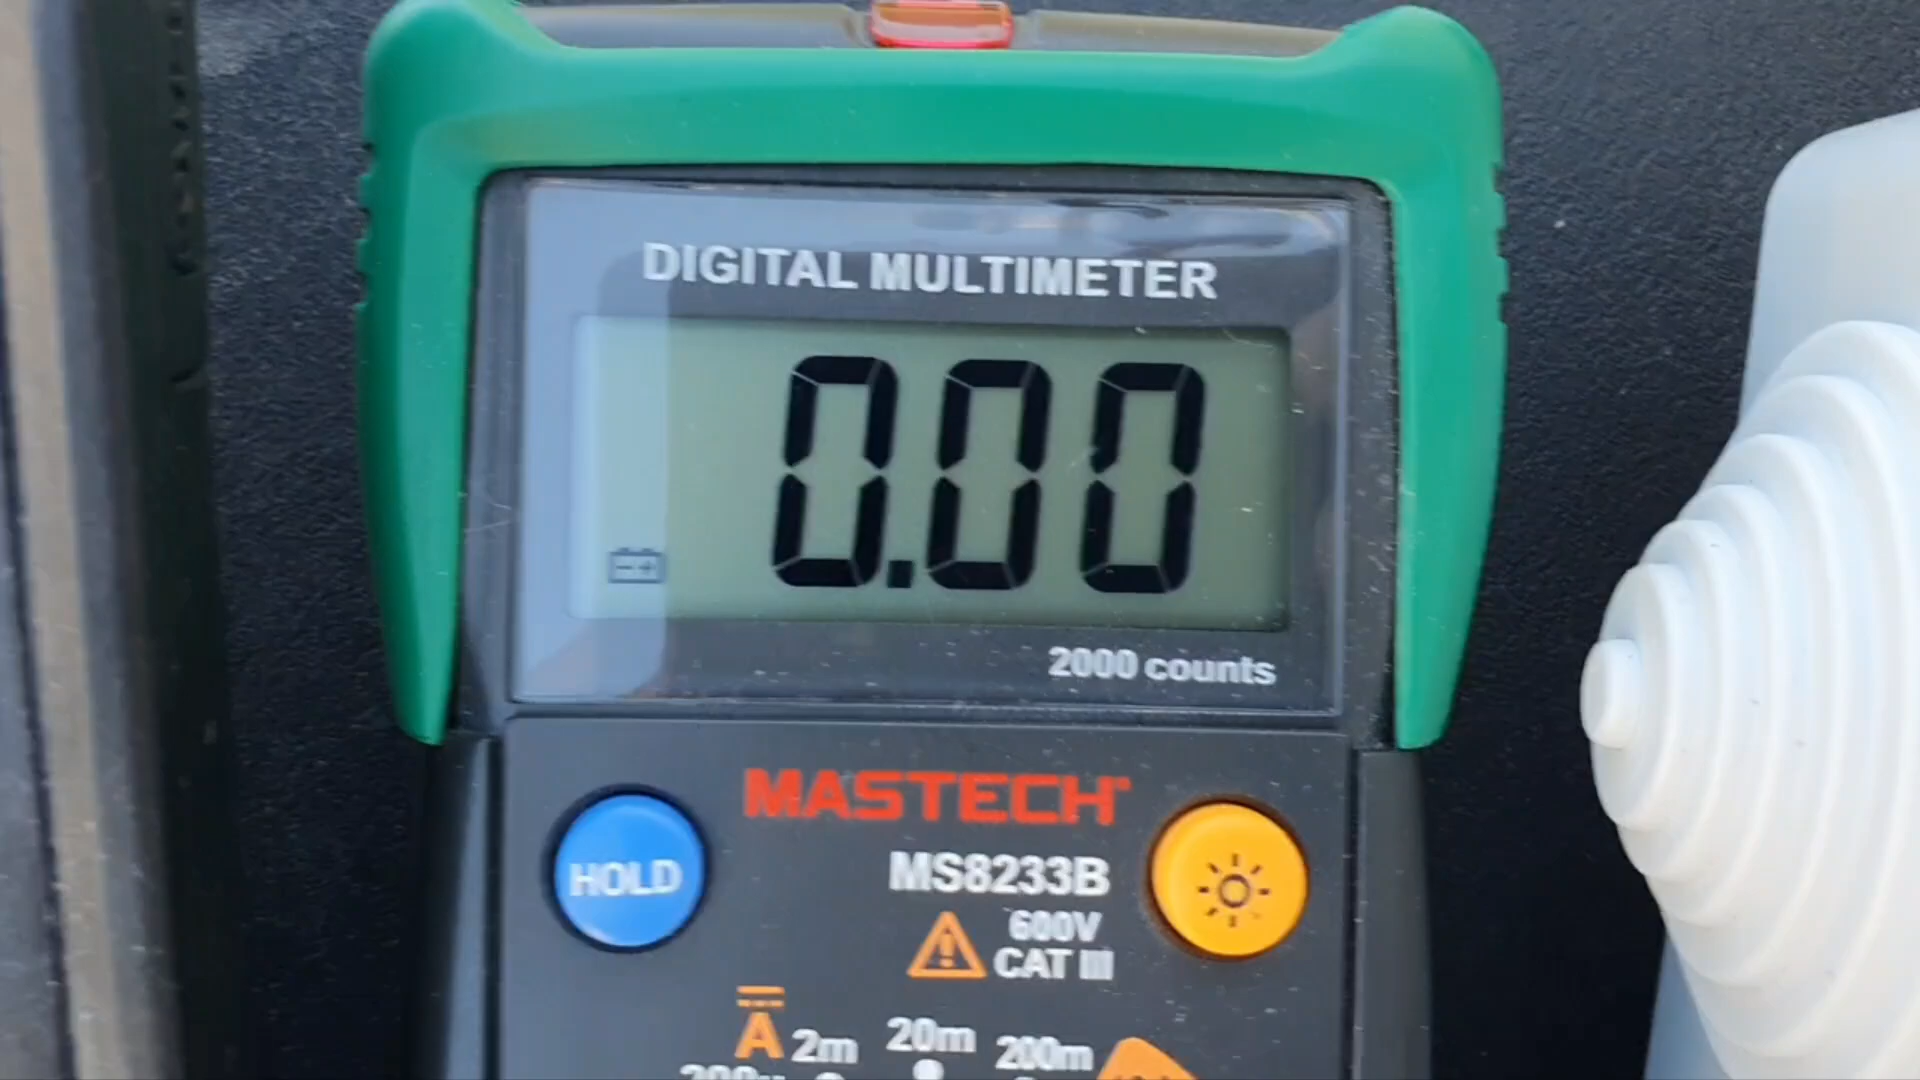 DIGITAL MULTIMETER
0.00
2000 counts
MASTECH
HOLD
MS8233B
600V
CAT III
A 2m 20m 200m